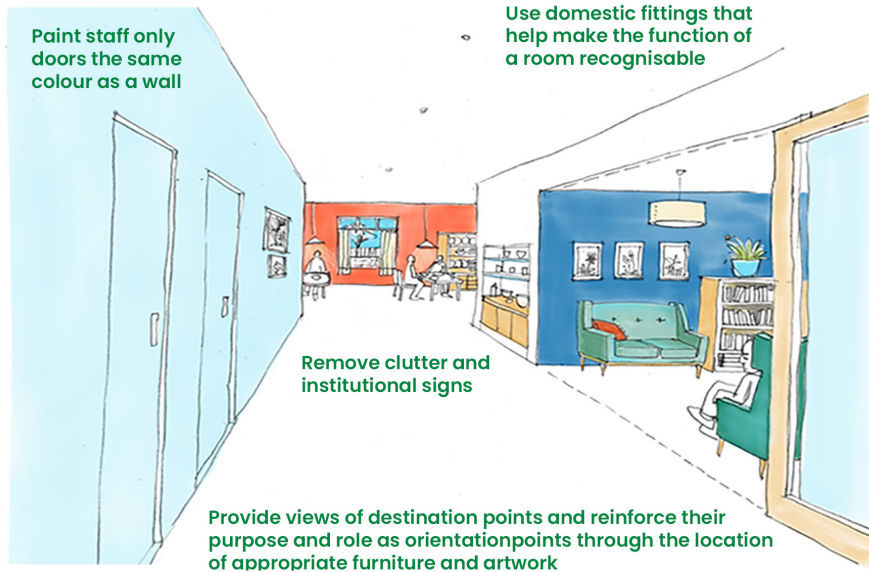 Paint staff only
doors the same
colour as a wall
Use domestic fittings that
help make the function of
a room recognisable
Remove clutter and
institutional signs
Provide views of destination points and reinforce their
purpose and role as orientationpoints through the location
of appropriate furniture and artwork